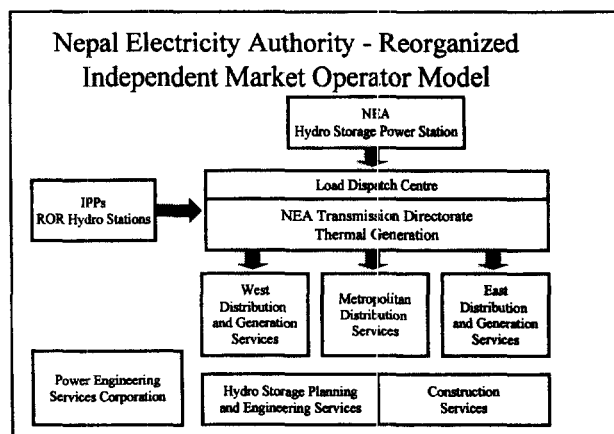 Nepal Electricity Authority - Reorganized
Independent Market Operator Model
NEA
Hydro Storage Power Station
Load Dispatch Centre
IPPs
ROR Hydro Stations
NEA Transmission Directorate
Thermal Generation
West
Distribution
and Generation
Services
Metropolitan
Distribution
Services
East
Distribution
and Generation
Services
Power Engineering
Services Corporation
Hydro Storage Planning
and Engineering Services
Construction
Services